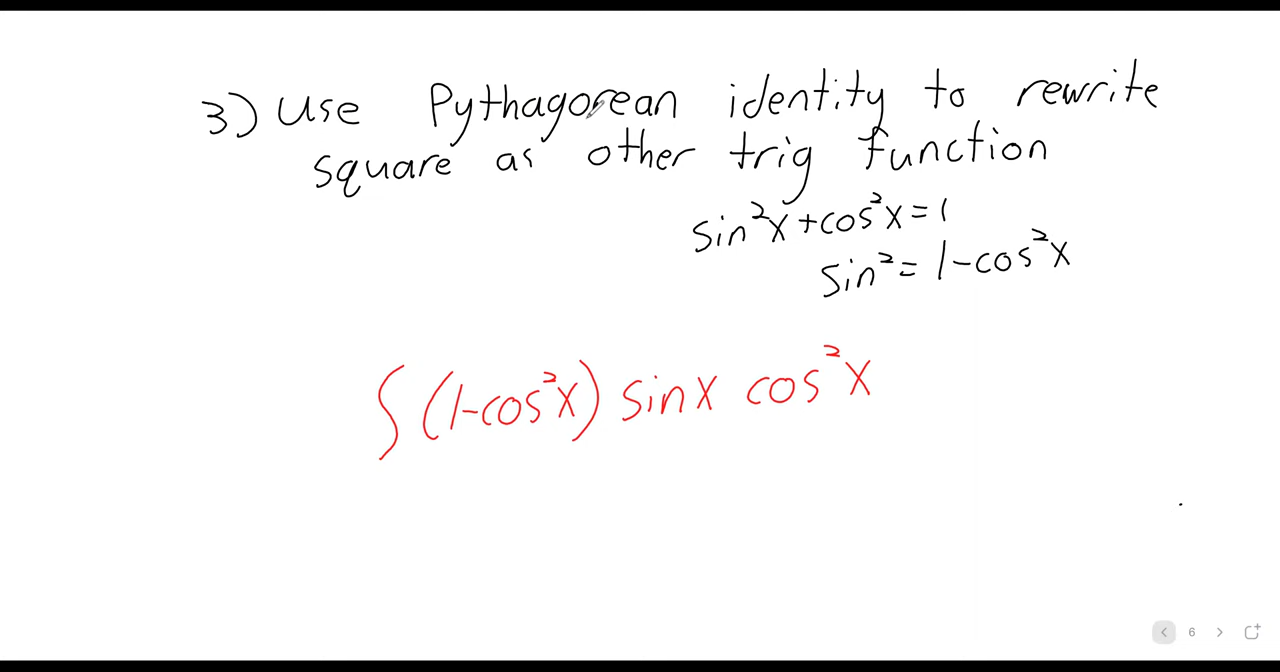 3) Use Pythagorean identity to rewrite
square as other trig function
sin²x+cos²x=1
sin²=1-cos²x
∫(1-cos²x) sinx cos²x
6